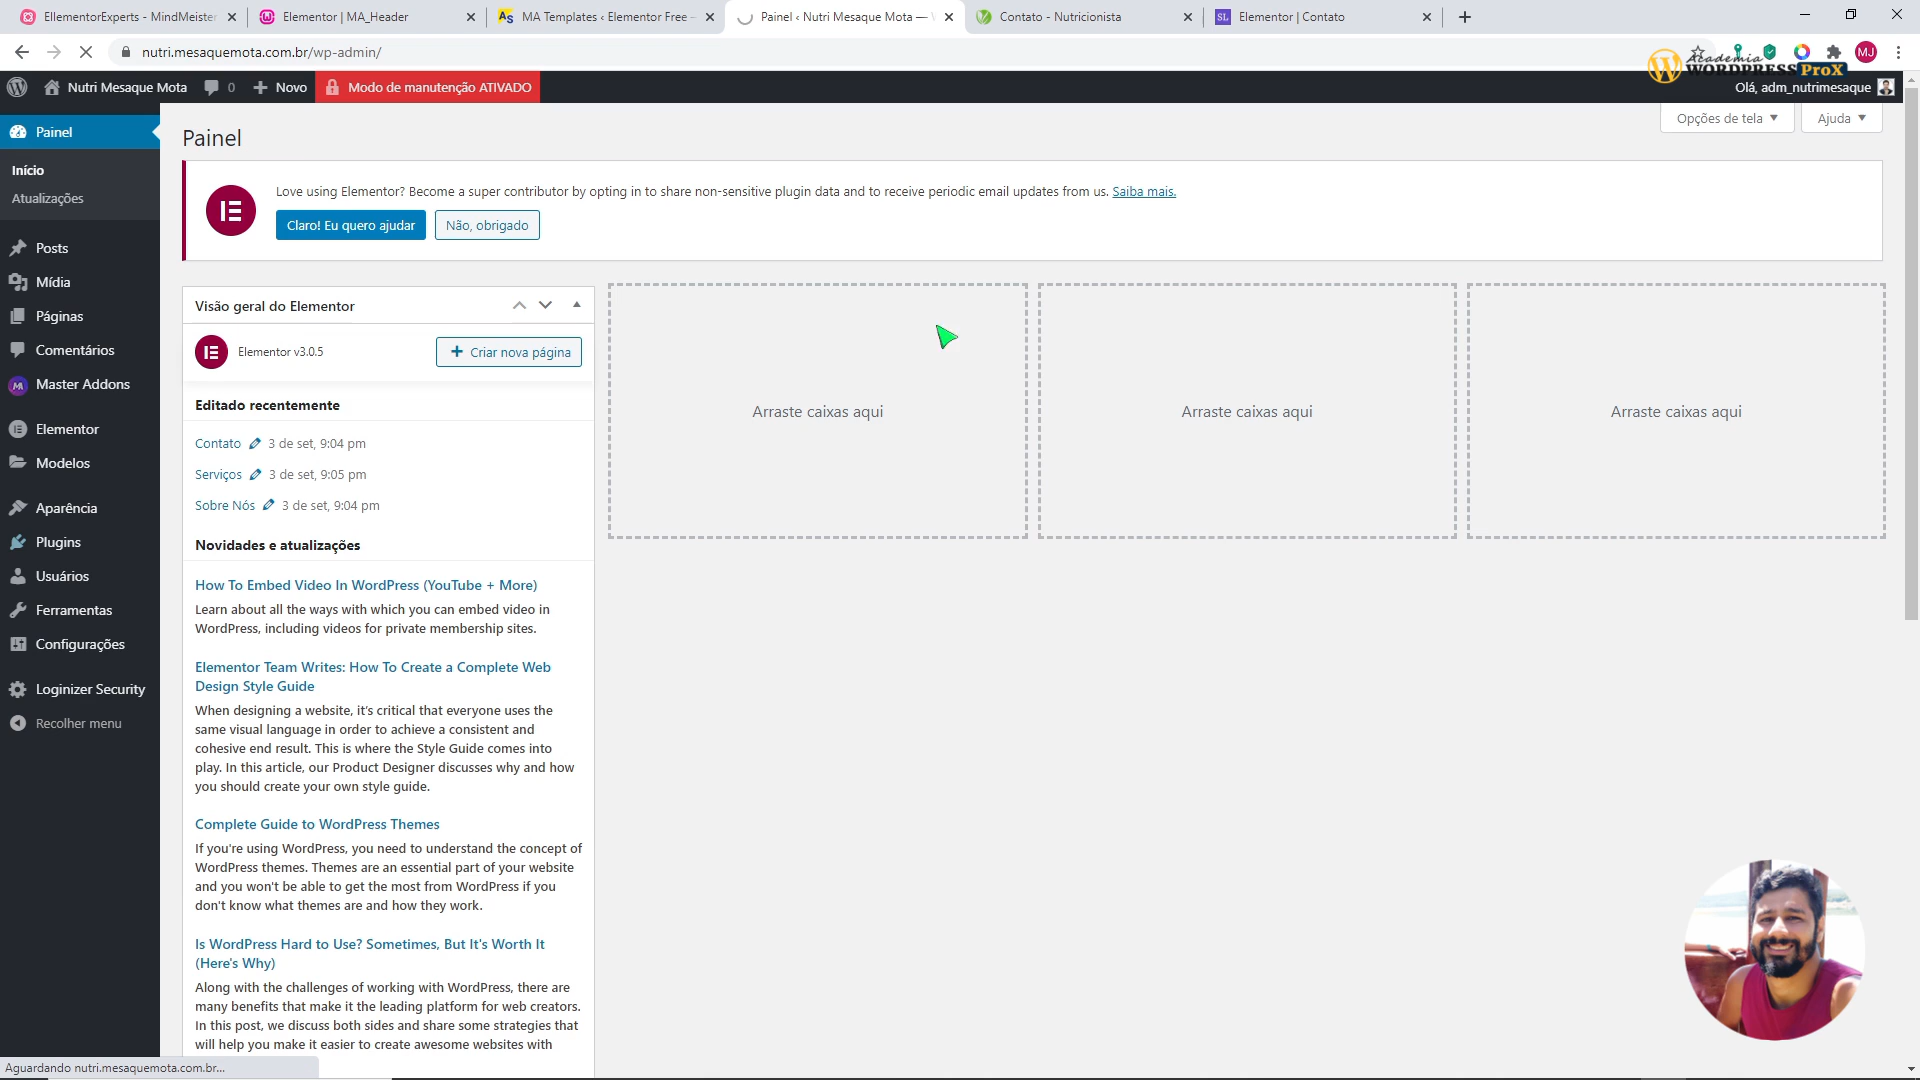 EllementorExperts - MindMeister
Elementor | MA_Header
MA Templates ‹ Elementor Free –
Painel ‹ Nutri Mesaque Mota —
Contato - Nutricionista
SL
Elementor | Contato
nutri.mesaquemota.com.br/wp-admin/
MJ
Academia
WORDPRESS ProX
Nutri Mesaque Mota
0
Novo
Modo de manutenção ATIVADO
Olá, adm_nutrimesaque
Painel
Início
Atualizações
Posts
Mídia
Páginas
Comentários
Master Addons
Elementor
Modelos
Aparência
Plugins
Usuários
Ferramentas
Configurações
Loginizer Security
Recolher menu
Opções de tela
Ajuda
Painel
Love using Elementor? Become a super contributor by opting in to share non-sensitive plugin data and to receive periodic email updates from us. Saiba mais.
Claro! Eu quero ajudar
Não, obrigado
Visão geral do Elementor
Elementor v3.0.5
Criar nova página
Editado recentemente
Contato 3 de set, 9:04 pm
Serviços 3 de set, 9:05 pm
Sobre Nós 3 de set, 9:04 pm
Novidades e atualizações
How To Embed Video In WordPress (YouTube + More)
Learn about all the ways with which you can embed video in
WordPress, including videos for private membership sites.
Elementor Team Writes: How To Create a Complete Web
Design Style Guide
When designing a website, it's critical that everyone uses the
same visual language in order to achieve a consistent and
cohesive end result. This is where the Style Guide comes into
play. In this article, our Product Designer discusses why and how
you should create your own style guide.
Complete Guide to WordPress Themes
If you're using WordPress, you need to understand the concept of
WordPress themes. Themes are an essential part of your website
and you won't be able to get the most from WordPress if you
don't know what themes are and how they work.
Is WordPress Hard to Use? Sometimes, But It's Worth It
(Here's Why)
Along with the challenges of working with WordPress, there are
many benefits that make it the leading platform for web creators.
In this post, we discuss both sides and share some strategies that
will help you make it easier to create awesome websites with
Arraste caixas aqui
Arraste caixas aqui
Arraste caixas aqui
Aguardando nutri.mesaquemota.com.br...